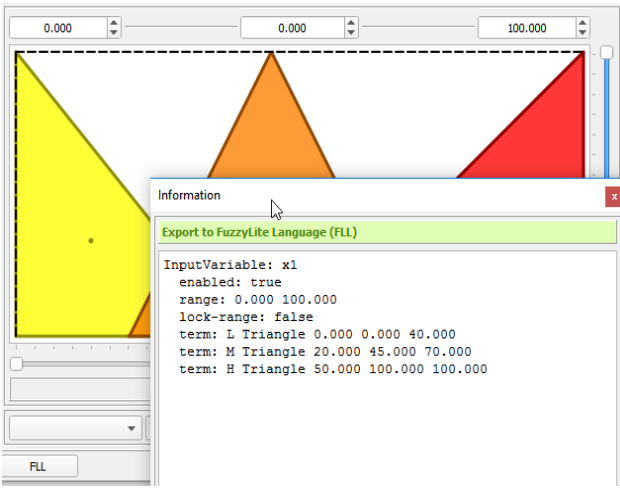 0.000
0.000
100.000
Information
x
Export to FuzzyLite Language (FLL)
InputVariable: x1
enabled: true
range: 0.000 100.000
lock-range: false
term: L Triangle 0.000 0.000 40.000
term: M Triangle 20.000 45.000 70.000
term: H Triangle 50.000 100.000 100.000
FLL